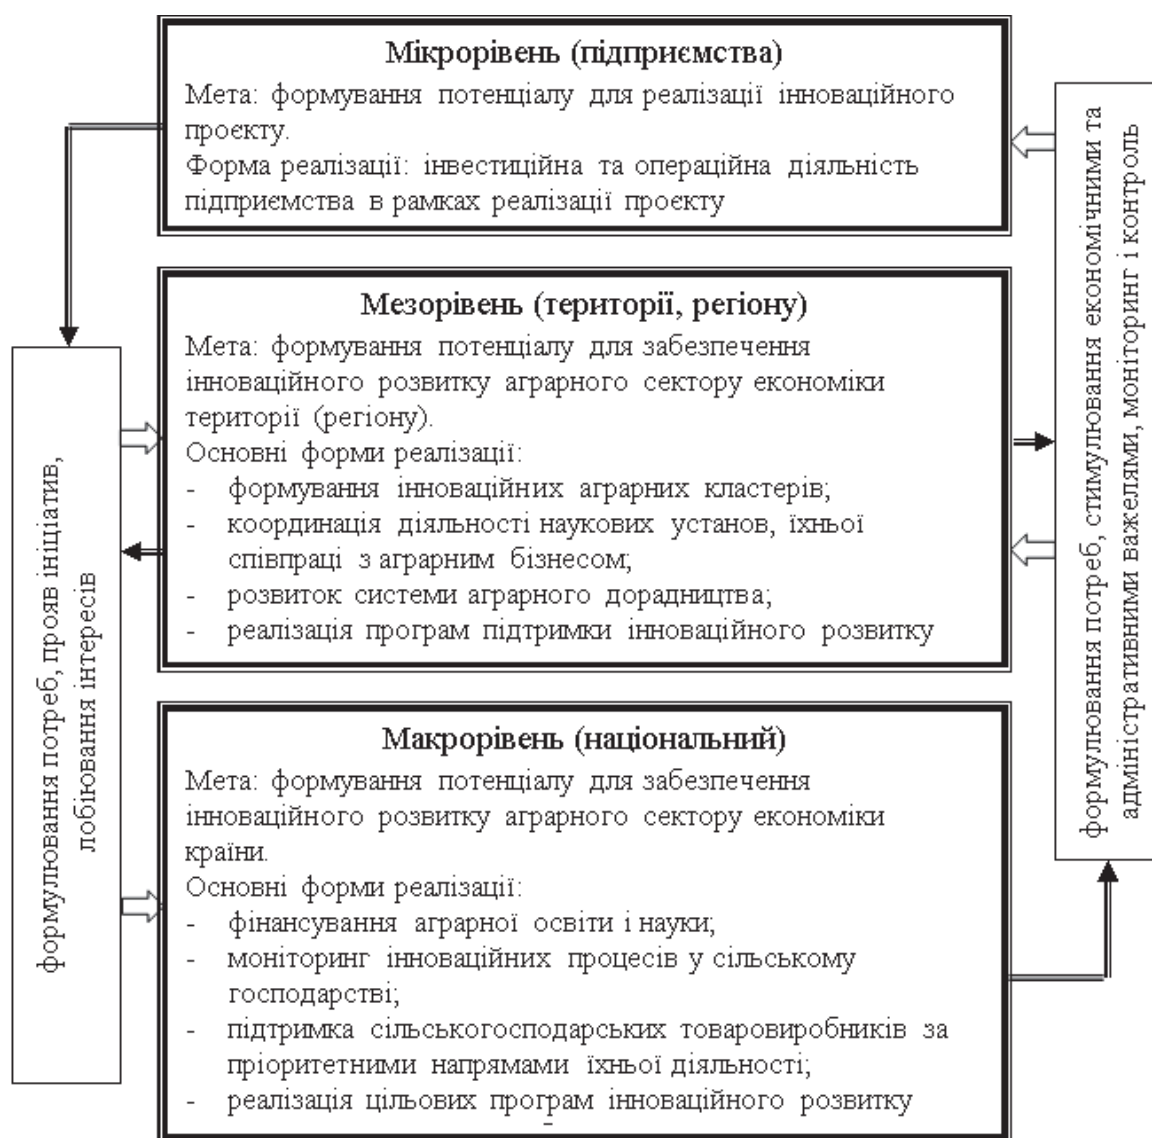 Мікрорівень (підприємства)
Мета: формування потенціалу для реалізації інноваційного
проєкту.
Форма реалізації: інвестиційна та операційна діяльність
підприємства в рамках реалізації проєкту
Мезорівень (території, регіону)
Мета: формування потенціалу для забезпечення
інноваційного розвитку аграрного сектору економіки
території (регіону).
Основні форми реалізації:
- формування інноваційних аграрних кластерів;
- координація діяльності наукових установ, їхньої
співпраці з аграрним бізнесом;
- розвиток системи аграрного дорадництва;
- реалізація програм підтримки інноваційного розвитку
Макрорівень (національний)
Мета: формування потенціалу для забезпечення
інноваційного розвитку аграрного сектору економіки
країни.
Основні форми реалізації:
- фінансування аграрної освіти і науки;
- моніторинг інноваційних процесів у сільському
господарстві;
- підтримка сільськогосподарських товаровиробників за
пріоритетними напрямами їхньої діяльності;
- реалізація цільових програм інноваційного розвитку
формулювання потреб, прояв ініціатив,
лобіювання інтересів
формулювання потреб, стимулювання економічними та
адміністративними важелями, моніторинг і контроль